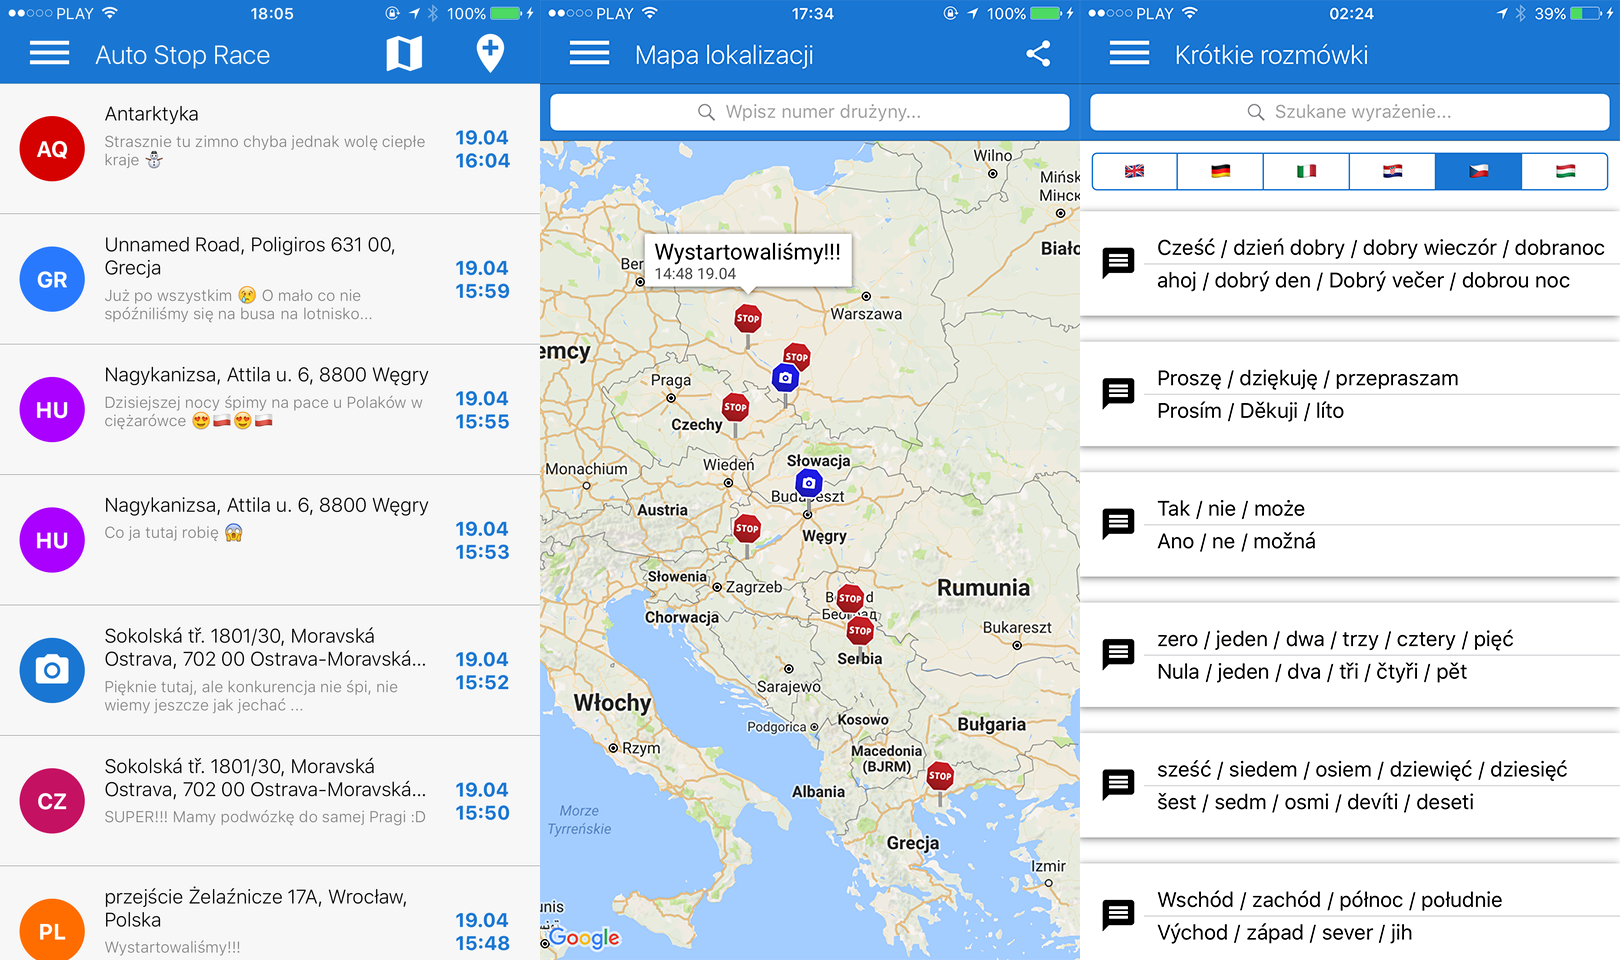 PLAY 18:05 100%
Auto Stop Race
AQ
Antarktyka
Strasznie tu zimno chyba jednak wolę ciepłe
kraje ⛄
19.04
16:04
GR
Unnamed Road, Poligiros 631 00,
Grecja
Już po wszystkim 😢 O mało co nie
spóźniliśmy się na busa na lotnisko...
19.04
15:59
HU
Nagykanizsa, Attila u. 6, 8800 Węgry
Dzisiejszej nocy śpimy na pace u Polaków w
ciężarówce 😍🇵🇱😍🇵🇱
19.04
15:55
HU
Nagykanizsa, Attila u. 6, 8800 Węgry
Co ja tutaj robię 😱
19.04
15:53
Sokolská tř. 1801/30, Moravská
Ostrava, 702 00 Ostrava-Moravská...
Pięknie tutaj, ale konkurencja nie śpi, nie
wiemy jeszcze jak jechać ...
19.04
15:52
CZ
Sokolská tř. 1801/30, Moravská
Ostrava, 702 00 Ostrava-Moravská...
SUPER!!! Mamy podwózkę do samej Pragi :D
19.04
15:50
PL
przejście Żelaźnicze 17A, Wrocław,
Polska
Wystartowaliśmy!!!
19.04
15:48
PLAY 17:34 100%
Mapa lokalizacji
Wpisz numer drużyny...
Wilno
Mińsk
Мінск
Biało
Wystartowaliśmy!!!
14:48 19.04
Ber
STOP
Warszawa
emcy
STOP
Praga
STOP
Czechy
Monachium
Wiedeń
Słowacja
Budapeszt
Austria
STOP
Węgry
Słowenia
Zagrzeb
Rumunia
STOP
Chorwacja
Bukareszt
STOP
Serbia
Sarajewo
Włochy
Kosowo
Podgorica
Bułgaria
Rzym
Macedonia
(BJRM)
STOP
Albania
Morze
Tyrreńskie
Grecja
Izmir
unis
Google
PLAY 02:24 39%
Krótkie rozmówki
Szukane wyrażenie...
Cześć / dzień dobry / dobry wieczór / dobranoc
ahoj / dobrý den / Dobrý večer / dobrou noc
Proszę / dziękuję / przepraszam
Prosím / Děkuji / líto
Tak / nie / może
Ano / ne / možná
zero / jeden / dwa / trzy / cztery / pięć
Nula / jeden / dva / tři / čtyři / pět
sześć / siedem / osiem / dziewięć / dziesięć
šest / sedm / osmi / devíti / deseti
Wschód / zachód / północ / południe
Východ / západ / sever / jih